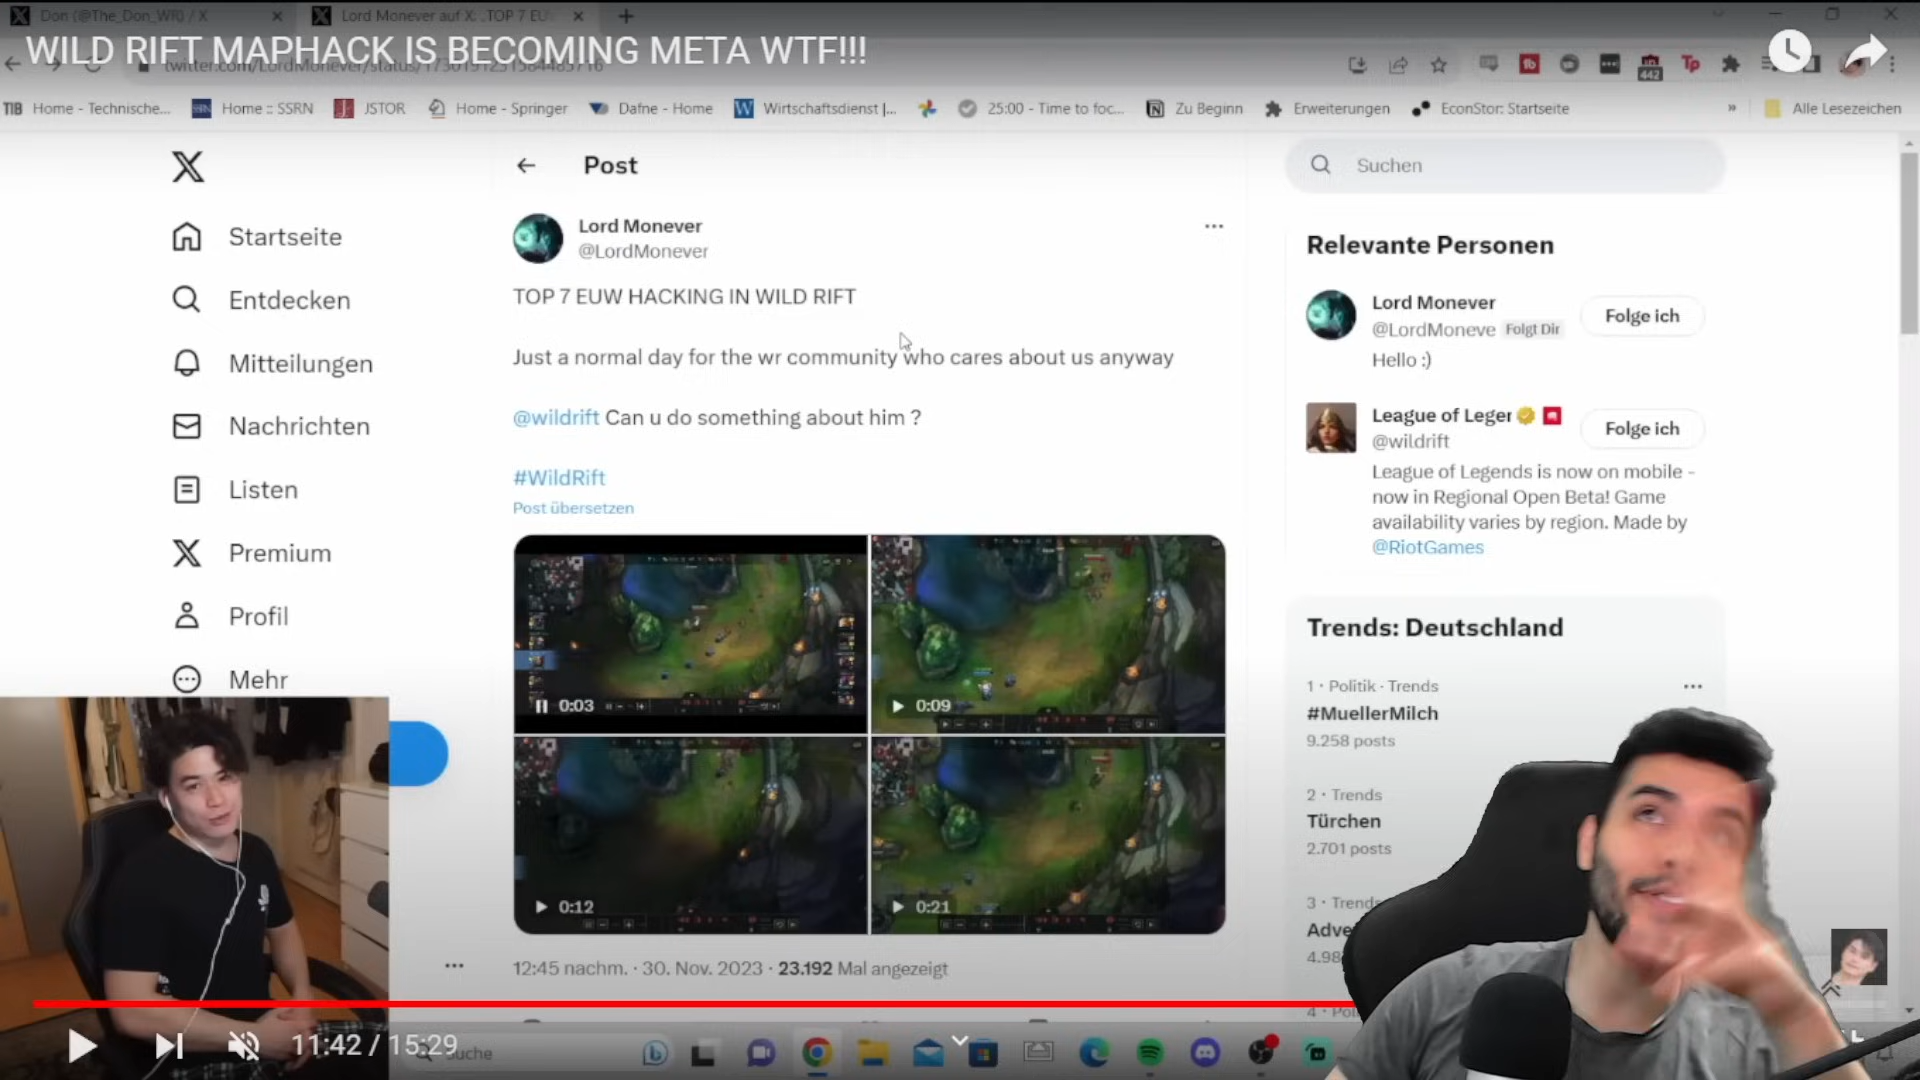 Don (@The_Don_WR) / X
Lord Monever auf X: „TOP 7 EU
WILD RIFT MAPHACK IS BECOMING META WTF!!!
442
Tp
TIB Home - Technische...
SSRN Home :: SSRN
JSTOR
Home - Springer
Dafne - Home
W Wirtschaftsdienst |...
25:00 - Time to foc...
Zu Beginn
Erweiterungen
EconStor: Startseite
»
Alle Lesezeichen
Startseite
Entdecken
Mitteilungen
Nachrichten
Listen
Premium
Profil
Mehr
Post
Lord Monever
@LordMonever
TOP 7 EUW HACKING IN WILD RIFT
Just a normal day for the wr community who cares about us anyway
@wildrift Can u do something about him ?
#WildRift
Post übersetzen
0:03
0:09
0:12
0:21
12:45 nachm. · 30. Nov. 2023 · 23.192 Mal angezeigt
Suchen
Relevante Personen
Lord Monever
@LordMoneve Folgt Dir
Folge ich
Hello :)
League of Leger
@wildrift
Folge ich
League of Legends is now on mobile -
now in Regional Open Beta! Game
availability varies by region. Made by
@RiotGames
Trends: Deutschland
1 · Politik · Trends
#MuellerMilch
9.258 posts
2 · Trends
Türchen
2.701 posts
3 · Trends
Adve
4.98
11:42 / 15:29